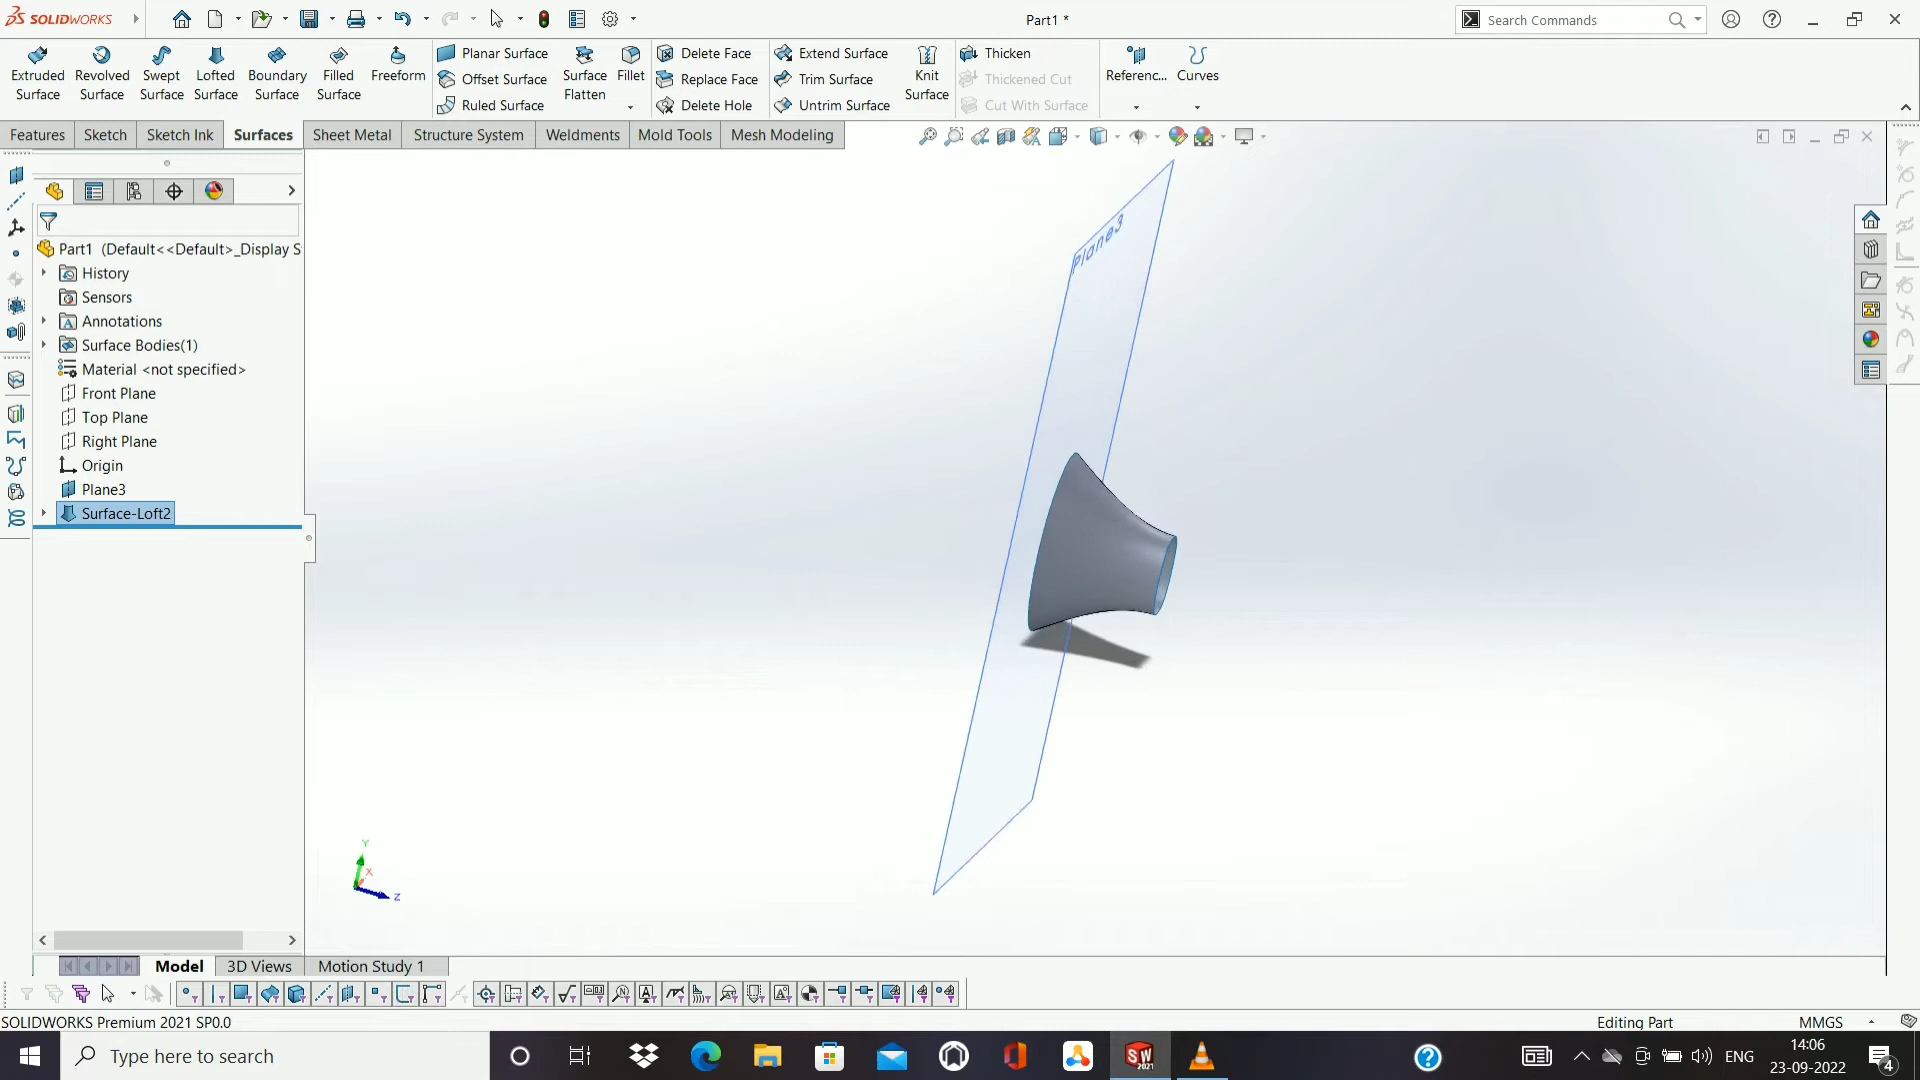 SOLIDWORKS
Part1 *
Search Commands
Extruded Surface
Revolved Surface
Swept Surface
Lofted Surface
Boundary Surface
Filled Surface
Freeform
Planar Surface
Offset Surface
Ruled Surface
Surface Flatten
Fillet
Delete Face
Replace Face
Delete Hole
Extend Surface
Trim Surface
Untrim Surface
Knit Surface
Thicken
Thickened Cut
Cut With Surface
Referenc...
Curves
Features
Sketch
Sketch Ink
Surfaces
Sheet Metal
Structure System
Weldments
Mold Tools
Mesh Modeling
Part1 (Default<<Default>_Display S
History
Sensors
Annotations
Surface Bodies(1)
Material <not specified>
Front Plane
Top Plane
Right Plane
Origin
Plane3
Surface-Loft2
Plane3
Y
X
Z
Model
3D Views
Motion Study 1
SOLIDWORKS Premium 2021 SP0.0
Editing Part
MMGS
Type here to search
SW
2021
ENG
14:06
23-09-2022
4